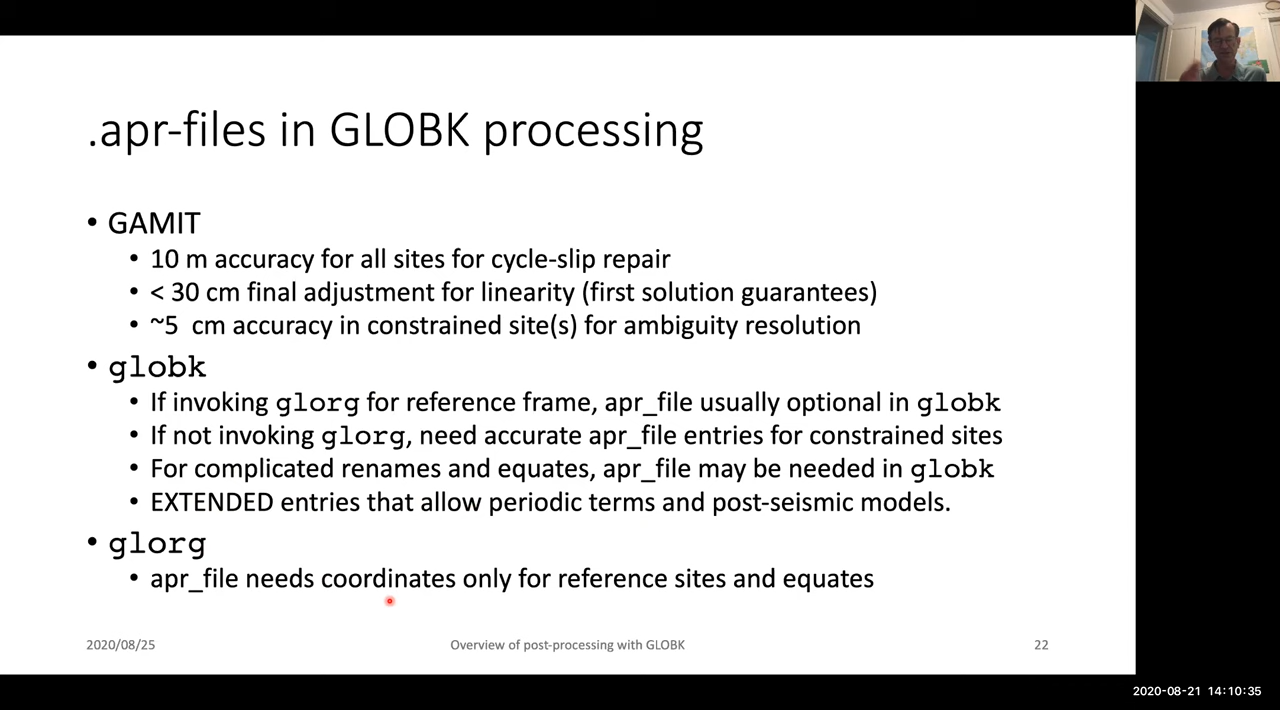 .apr-files in GLOBK processing
• GAMIT
• 10 m accuracy for all sites for cycle-slip repair
• < 30 cm final adjustment for linearity (first solution guarantees)
• ~5 cm accuracy in constrained site(s) for ambiguity resolution
• globk
• If invoking glorg for reference frame, apr_file usually optional in globk
• If not invoking glorg, need accurate apr_file entries for constrained sites
• For complicated renames and equates, apr_file may be needed in globk
• EXTENDED entries that allow periodic terms and post-seismic models.
• glorg
• apr_file needs coordinates only for reference sites and equates
2020/08/25
Overview of post-processing with GLOBK
22
2020-08-21 14:10:35